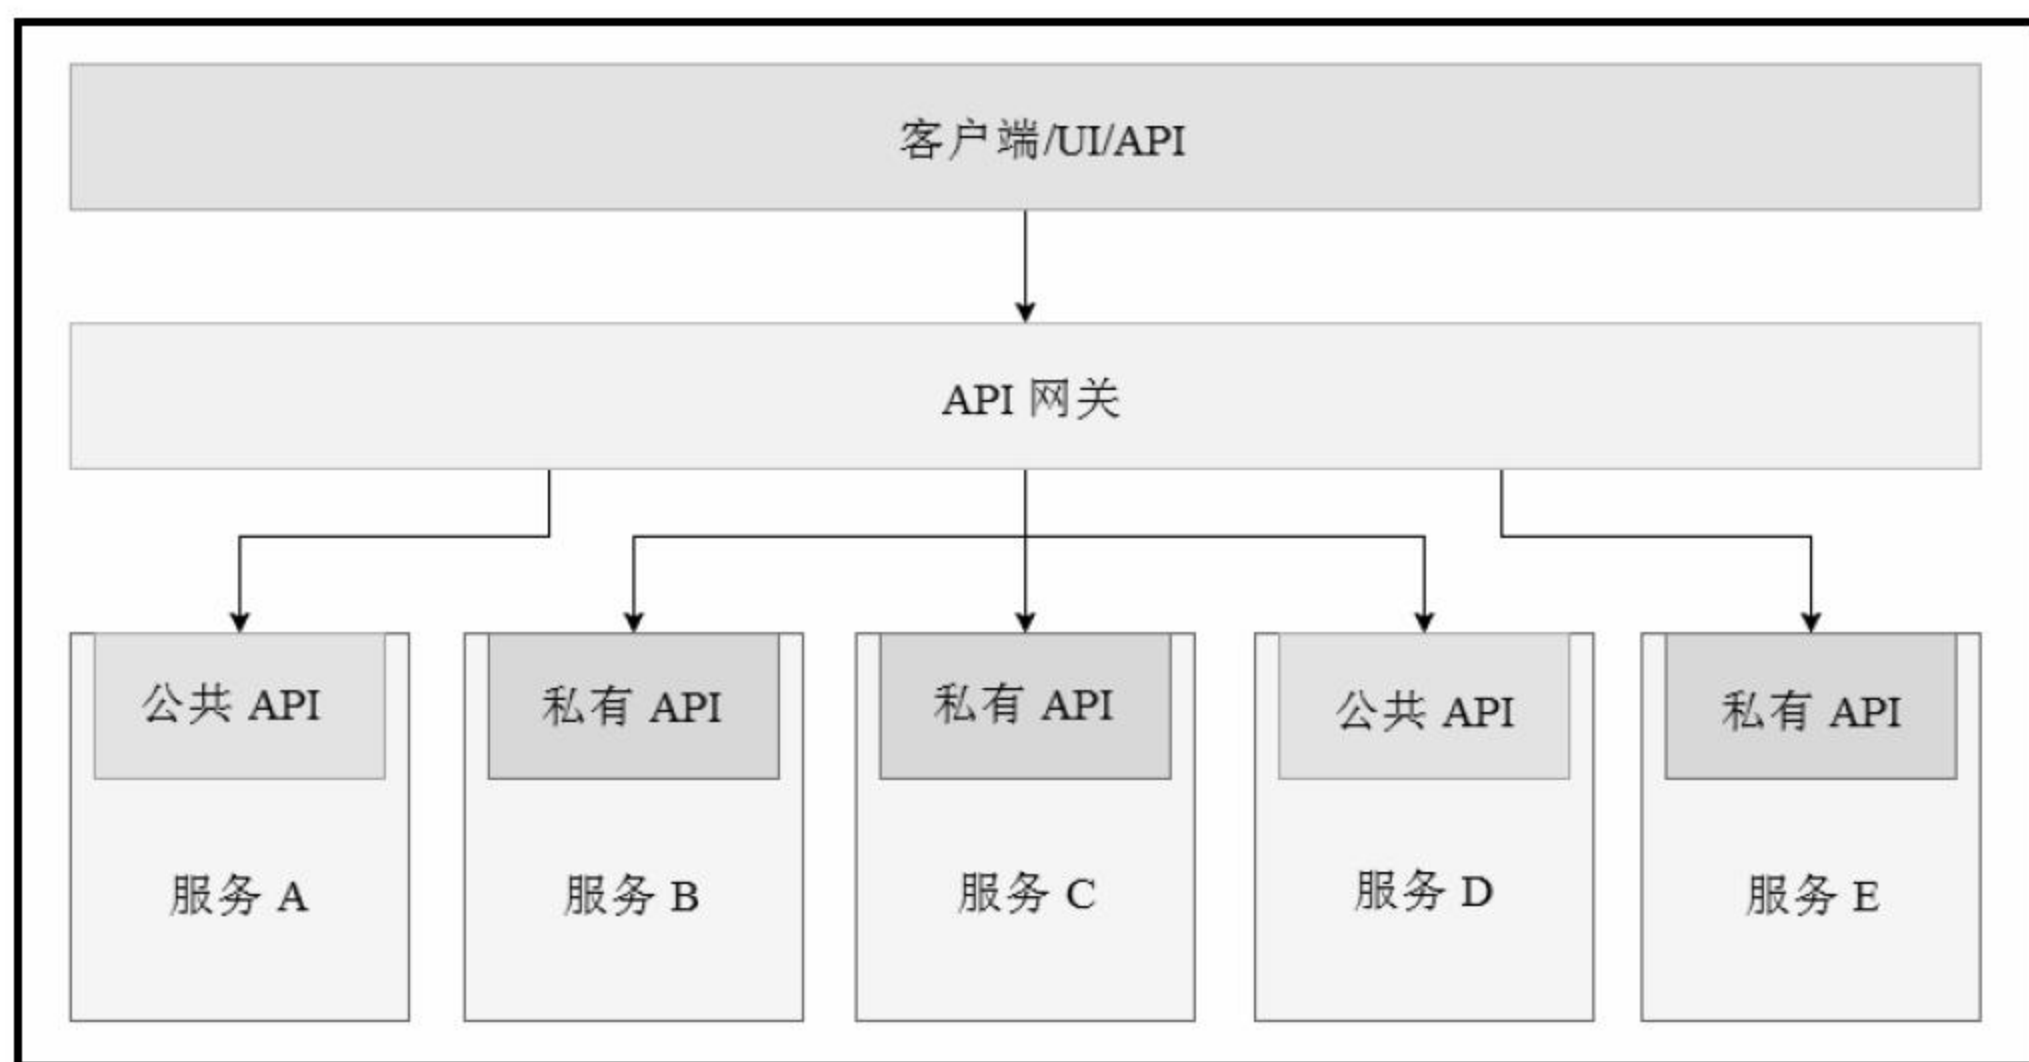 客户端/UI/API
API 网关
公共 API
私有 API
私有 API
公共 API
私有 API
服务 A
服务 B
服务 C
服务 D
服务 E